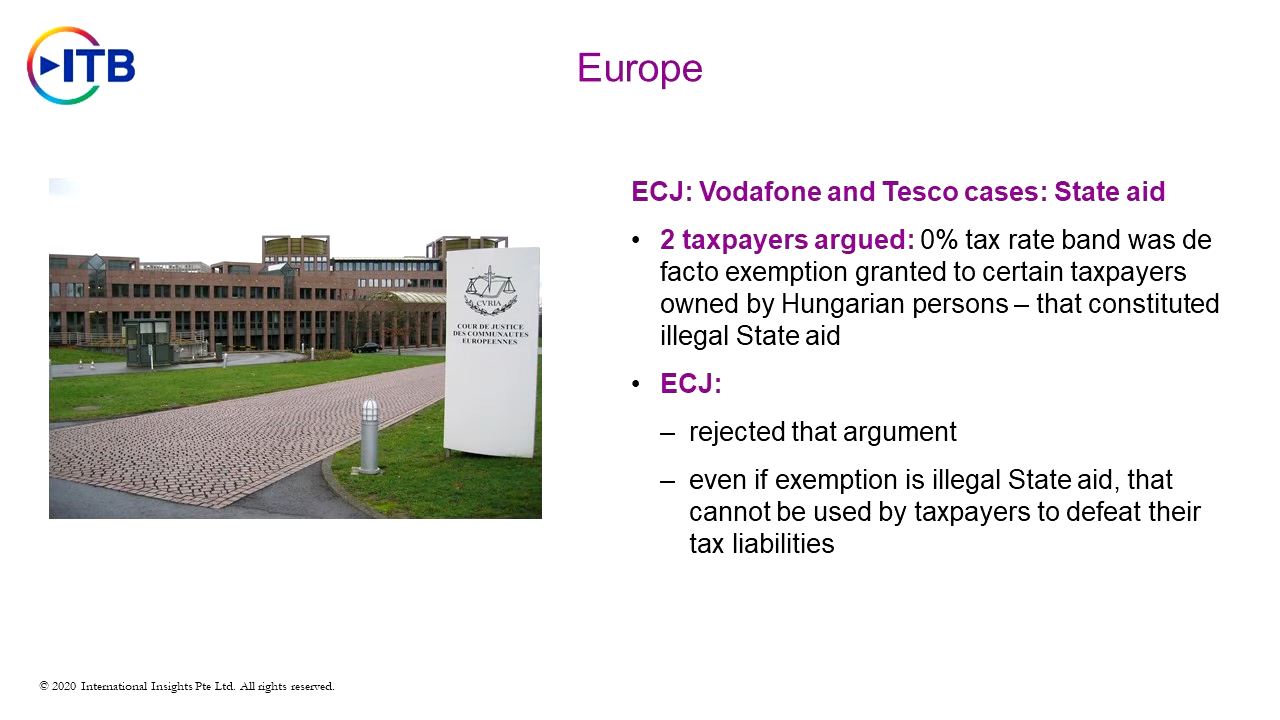 ITB
Europe
CVRIA
COUR DE JUSTICE
DES COMMUNAUTES
EUROPEENNES
ECJ: Vodafone and Tesco cases: State aid
• 2 taxpayers argued: 0% tax rate band was de
facto exemption granted to certain taxpayers
owned by Hungarian persons – that constituted
illegal State aid
• ECJ:
– rejected that argument
– even if exemption is illegal State aid, that
cannot be used by taxpayers to defeat their
tax liabilities
© 2020 International Insights Pte Ltd. All rights reserved.